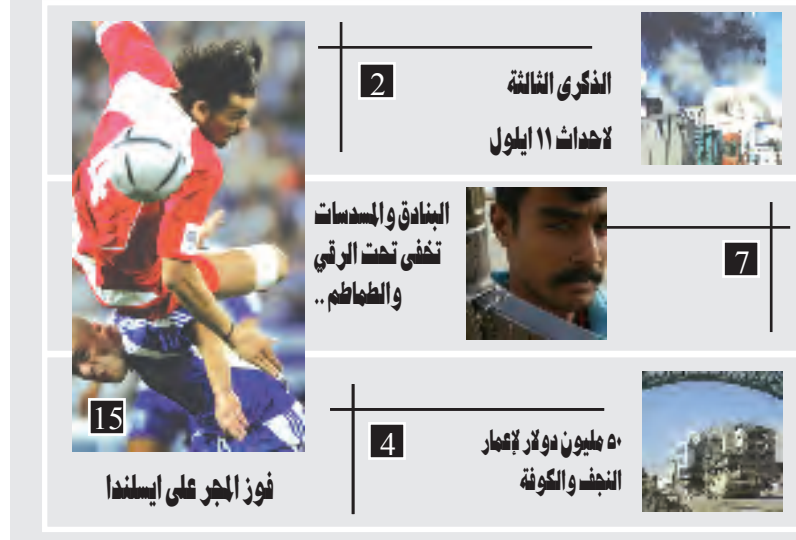 الذكرى الثالثة
لاحداث ١١ ايلول
2
البنادق والمسدسات
تخفى تحت الرقي
والطماطم ..
7
٥٠ مليون دولار لإعمار
النجف والكوفة
4
15
فوز المجر على ايسلندا